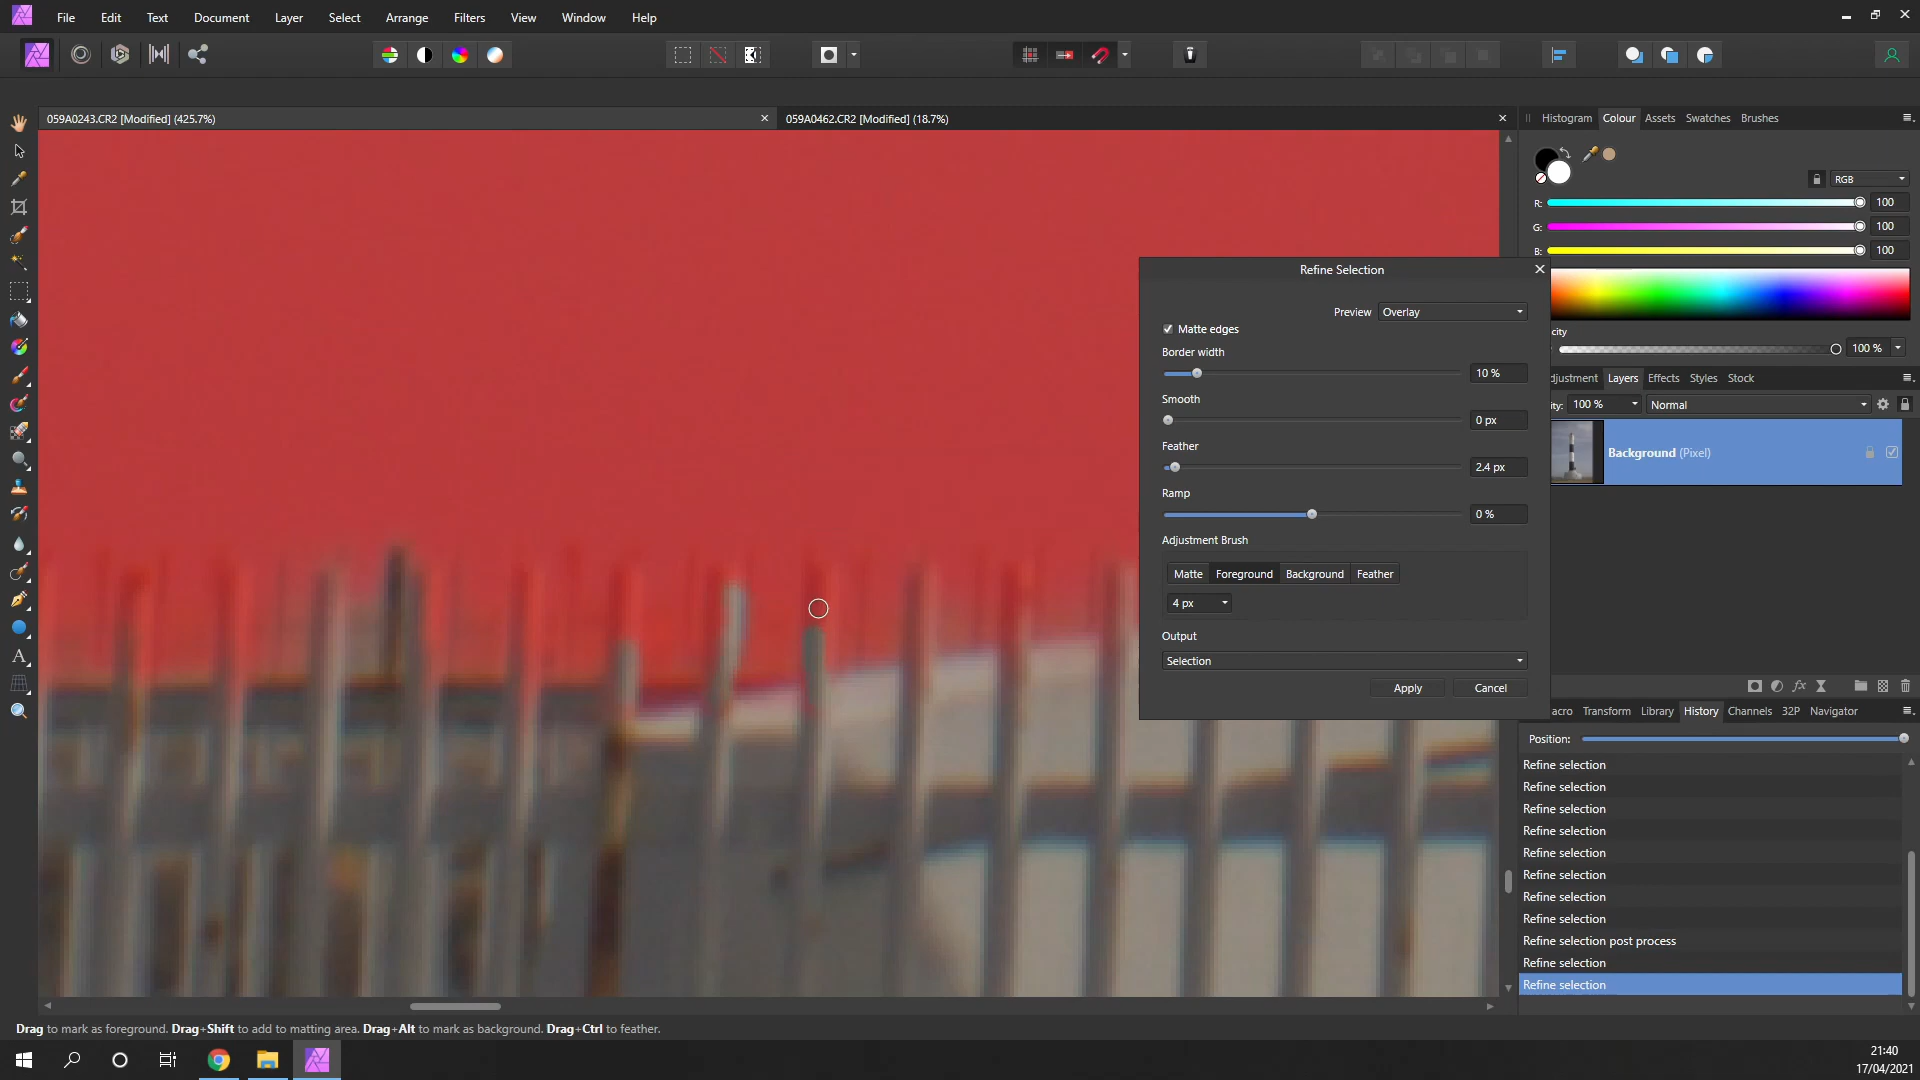 File Edit Text Document Layer Select Arrange Filters View Window Help
059A0243.CR2 [Modified] (425.7%)
059A0462.CR2 [Modified] (18.7%)
Histogram Colour Assets Swatches Brushes
RGB
R: 100
G: 100
B: 100
Refine Selection
Preview Overlay
Matte edges
Border width
10 %
Smooth
0 px
Feather
2.4 px
Ramp
0 %
Adjustment Brush
Matte Foreground Background Feather
4 px
Output
Selection
Apply Cancel
city
100 %
djustment Layers Effects Styles Stock
ity: 100 % Normal
Background (Pixel)
acro Transform Library History Channels 32P Navigator
Position:
Refine selection
Refine selection
Refine selection
Refine selection
Refine selection
Refine selection
Refine selection
Refine selection
Refine selection post process
Refine selection
Refine selection
Drag to mark as foreground. Drag+Shift to add to matting area. Drag+Alt to mark as background. Drag+Ctrl to feather.
21:40
17/04/2021